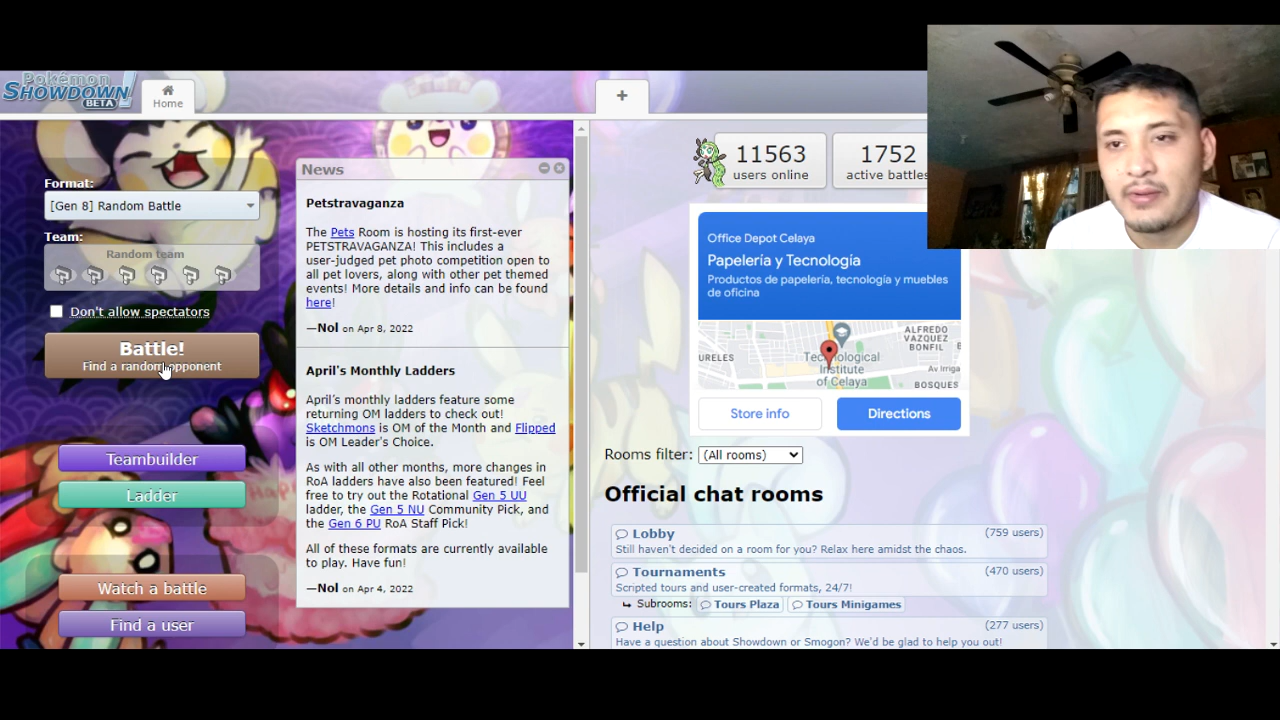 Pokémon
SHOWDOWN!
BETA
Home
+
Format:
[Gen 8] Random Battle
Team:
Random team
Don't allow spectators
Battle!
Find a random opponent
Teambuilder
Ladder
Watch a battle
Find a user
News
Petstravaganza
The Pets Room is hosting its first-ever
PETSTRAVAGANZA! This includes a
user-judged pet photo competition open to
all pet lovers, along with other pet themed
events! More details and info can be found
here!
—Nol on Apr 8, 2022
April's Monthly Ladders
April's monthly ladders feature some
returning OM ladders to check out!
Sketchmons is OM of the Month and Flipped
is OM Leader's Choice.
As with all other months, more changes in
RoA ladders have also been featured! Feel
free to try out the Rotational Gen 5 UU
ladder, the Gen 5 NU Community Pick, and
the Gen 6 PU RoA Staff Pick!
All of these formats are currently available
to play. Have fun!
—Nol on Apr 4, 2022
11563
users online
1752
active battles
Office Depot Celaya
Papelería y Tecnología
Productos de papelería, tecnología y muebles
de oficina
URELES
Technological
Institute
of Celaya
ALFREDO
VAZQUEZ
BONFIL
Av Irriga
BOSQUES
Store info
Directions
Rooms filter: (All rooms)
Official chat rooms
Lobby (759 users)
Still haven't decided on a room for you? Relax here amidst the chaos.
Tournaments (470 users)
Scripted tours and user-created formats, 24/7!
Subrooms: Tours Plaza Tours Minigames
Help (277 users)
Have a question about Showdown or Smogon? We'd be glad to help you out!